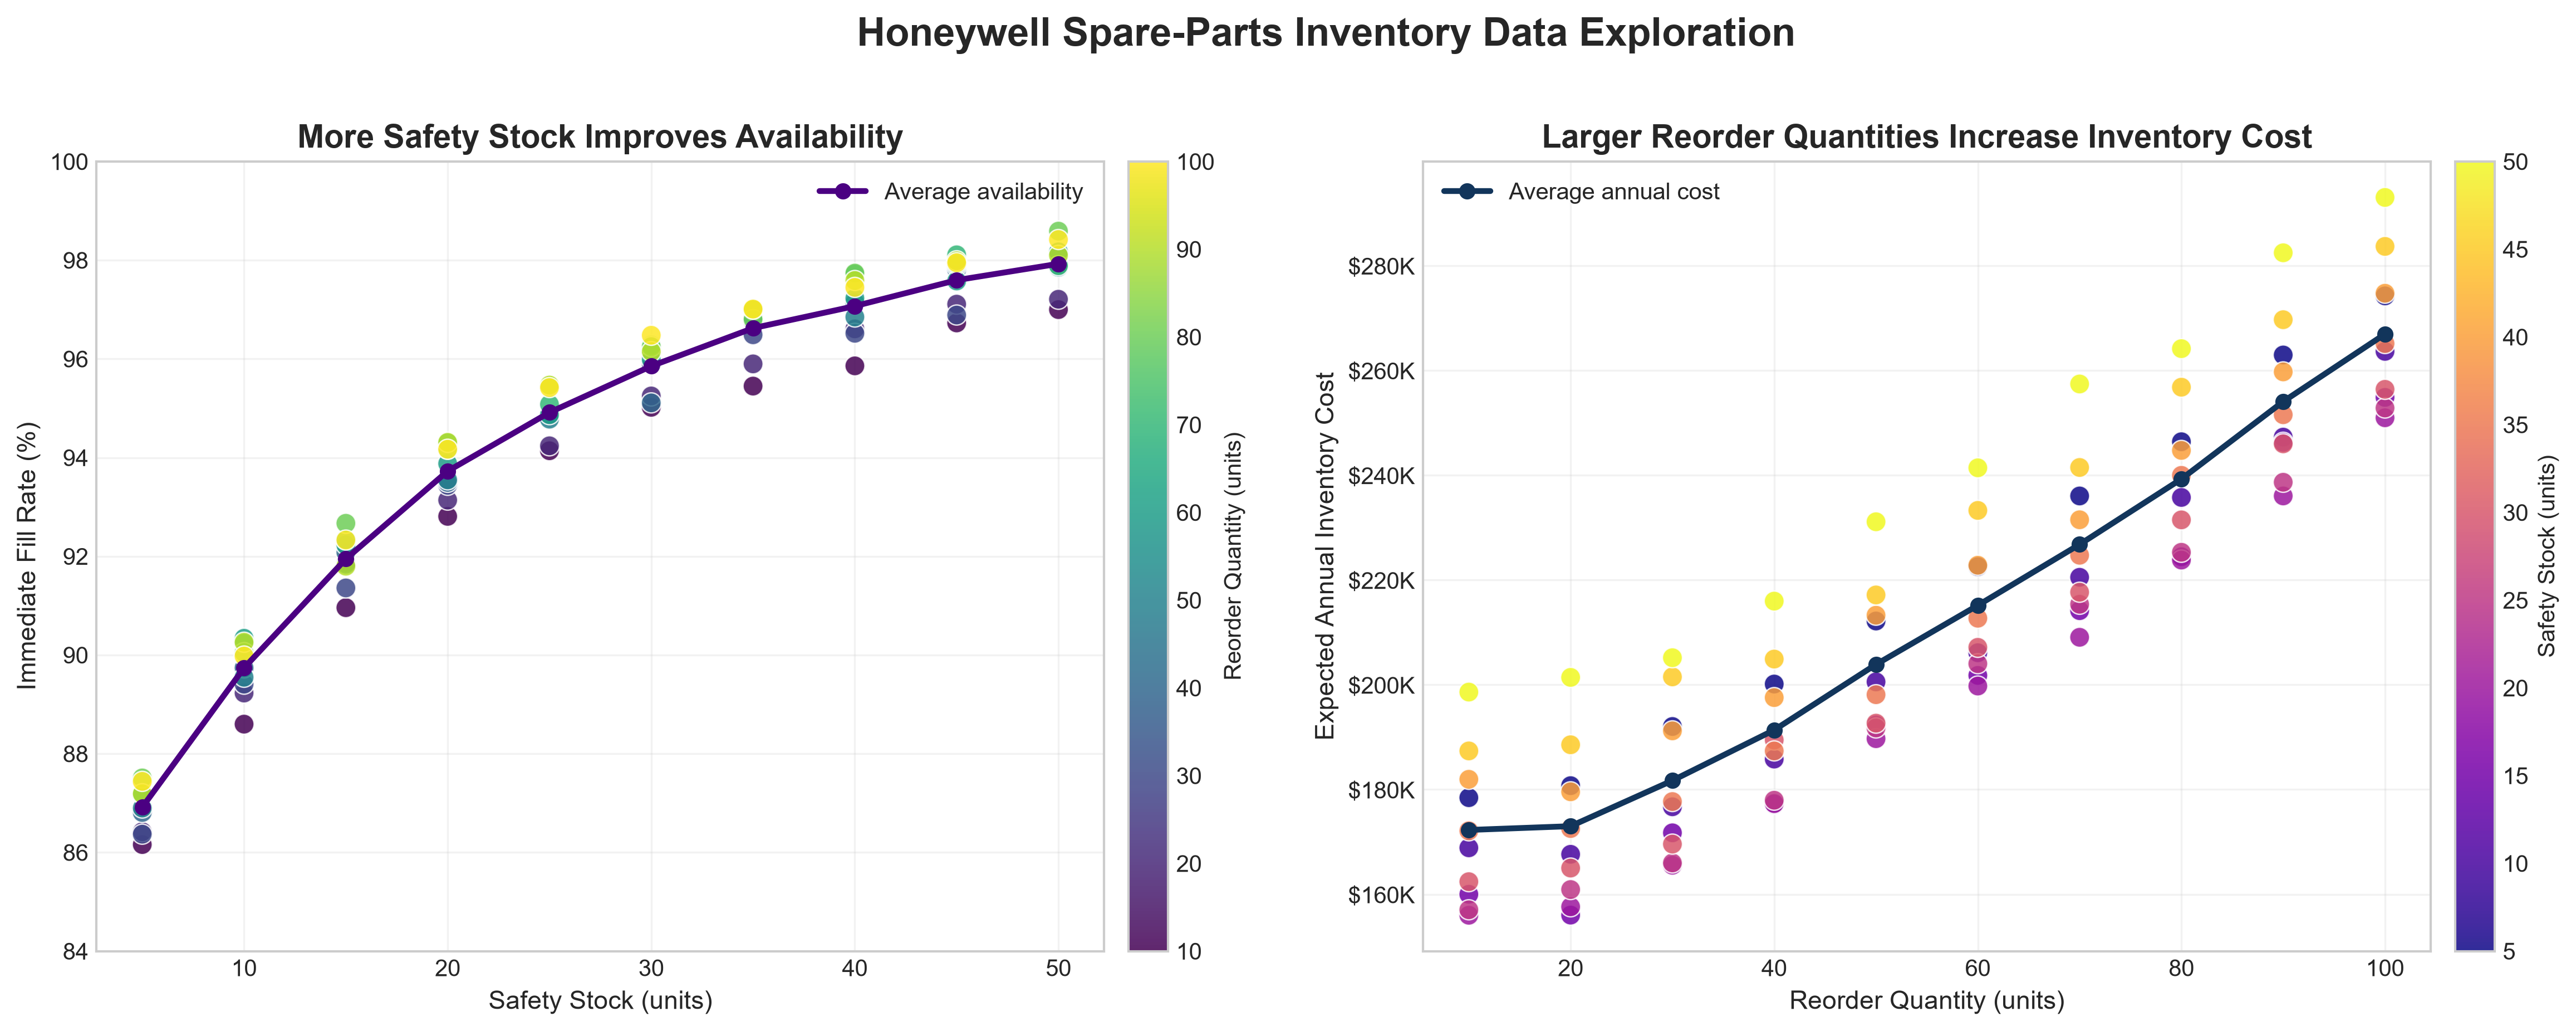 Honeywell Spare-Parts Inventory Data Exploration
More Safety Stock Improves Availability
Average availability
Immediate Fill Rate (%)
100
98
96
94
92
90
88
86
84
10
20
30
40
50
Safety Stock (units)
100
90
80
70
60
50
40
30
20
10
Reorder Quantity (units)
Larger Reorder Quantities Increase Inventory Cost
Average annual cost
Expected Annual Inventory Cost
$280K
$260K
$240K
$220K
$200K
$180K
$160K
20
40
60
80
100
Reorder Quantity (units)
50
45
40
35
30
25
20
15
10
5
Safety Stock (units)